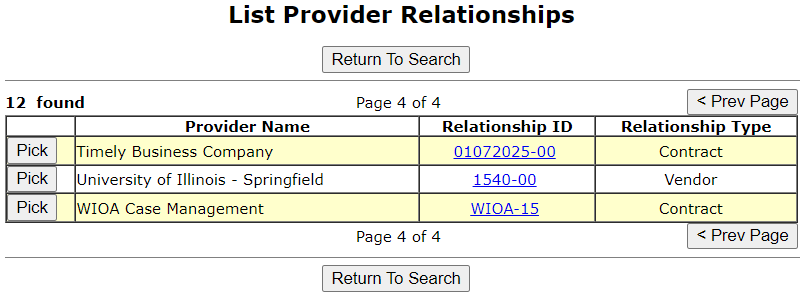 List Provider Relationships
Return To Search
12 found Page 4 of 4 < Prev Page
Provider Name Relationship ID Relationship Type
Pick Timely Business Company 01072025-00 Contract
Pick University of Illinois - Springfield 1540-00 Vendor
Pick WIOA Case Management WIOA-15 Contract
Page 4 of 4 < Prev Page
Return To Search